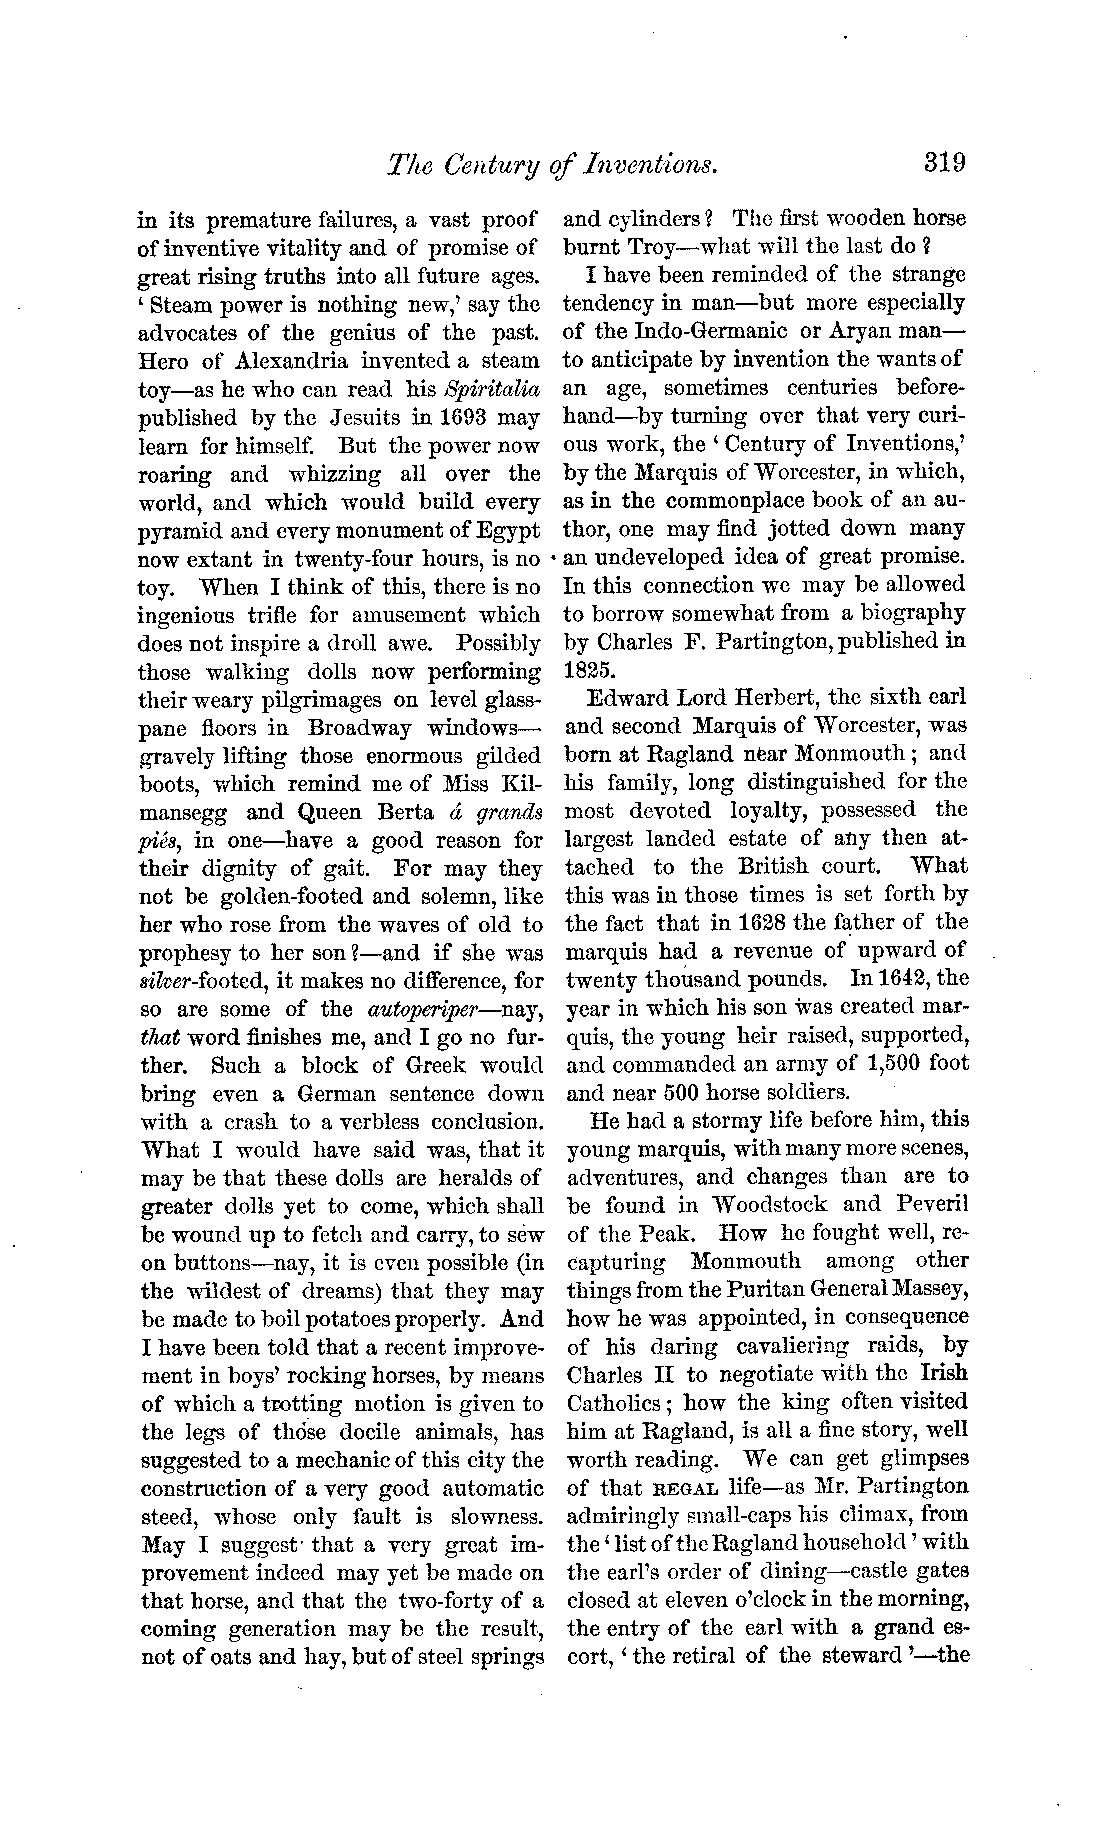 The Century of Inventions. 319
in its premature failures, a vast proof
of inventive vitality and of promise of
great rising truths into all future ages.
‘ Steam power is nothing new,’ say the
advocates of the genius of the past.
Hero of Alexandria invented a steam
toy—as he who can read his Spiritalia
published by the Jesuits in 1693 may
learn for himself. But the power now
roaring and whizzing all over the
world, and which would build every
pyramid and every monument of Egypt
now extant in twenty-four hours, is no
toy. When I think of this, there is no
ingenious trifle for amusement which
does not inspire a droll awe. Possibly
those walking dolls now performing
their weary pilgrimages on level glass-
pane floors in Broadway windows—
gravely lifting those enormous gilded
boots, which remind me of Miss Kil-
mansegg and Queen Berta á grands
piés, in one—have a good reason for
their dignity of gait. For may they
not be golden-footed and solemn, like
her who rose from the waves of old to
prophesy to her son?—and if she was
silver-footed, it makes no difference, for
so are some of the autoperiper—nay,
that word finishes me, and I go no fur-
ther. Such a block of Greek would
bring even a German sentence down
with a crash to a verbless conclusion.
What I would have said was, that it
may be that these dolls are heralds of
greater dolls yet to come, which shall
be wound up to fetch and carry, to sew
on buttons—nay, it is even possible (in
the wildest of dreams) that they may
be made to boil potatoes properly. And
I have been told that a recent improve-
ment in boys’ rocking horses, by means
of which a trotting motion is given to
the legs of those docile animals, has
suggested to a mechanic of this city the
construction of a very good automatic
steed, whose only fault is slowness.
May I suggest that a very great im-
provement indeed may yet be made on
that horse, and that the two-forty of a
coming generation may be the result,
not of oats and hay, but of steel springs
and cylinders? The first wooden horse
burnt Troy—what will the last do?
I have been reminded of the strange
tendency in man—but more especially
of the Indo-Germanic or Aryan man—
to anticipate by invention the wants of
an age, sometimes centuries before-
hand—by turning over that very curi-
ous work, the ‘ Century of Inventions,’
by the Marquis of Worcester, in which,
as in the commonplace book of an au-
thor, one may find jotted down many
an undeveloped idea of great promise.
In this connection we may be allowed
to borrow somewhat from a biography
by Charles F. Partington, published in
1825.
Edward Lord Herbert, the sixth earl
and second Marquis of Worcester, was
born at Ragland near Monmouth; and
his family, long distinguished for the
most devoted loyalty, possessed the
largest landed estate of any then at-
tached to the British court. What
this was in those times is set forth by
the fact that in 1628 the father of the
marquis had a revenue of upward of
twenty thousand pounds. In 1642, the
year in which his son was created mar-
quis, the young heir raised, supported,
and commanded an army of 1,500 foot
and near 500 horse soldiers.
He had a stormy life before him, this
young marquis, with many more scenes,
adventures, and changes than are to
be found in Woodstock and Peveril
of the Peak. How he fought well, re-
capturing Monmouth among other
things from the Puritan General Massey,
how he was appointed, in consequence
of his daring cavaliering raids, by
Charles II to negotiate with the Irish
Catholics; how the king often visited
him at Ragland, is all a fine story, well
worth reading. We can get glimpses
of that REGAL life—as Mr. Partington
admiringly small-caps his climax, from
the ‘ list of the Ragland household ’ with
the earl’s order of dining—castle gates
closed at eleven o’clock in the morning,
the entry of the earl with a grand es-
cort, ‘ the retiral of the steward ’—the